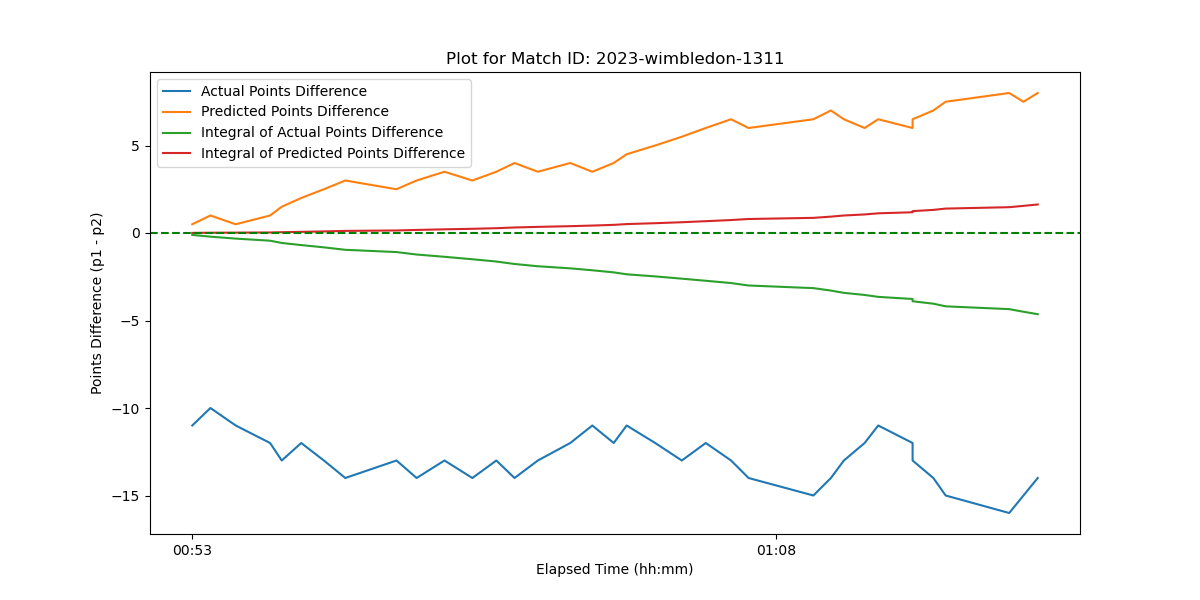 Plot for Match ID: 2023-wimbledon-1311
Actual Points Difference
Predicted Points Difference
Integral of Actual Points Difference
Integral of Predicted Points Difference
Points Difference (p1 - p2)
5
0
−5
−10
−15
00:53
01:08
Elapsed Time (hh:mm)